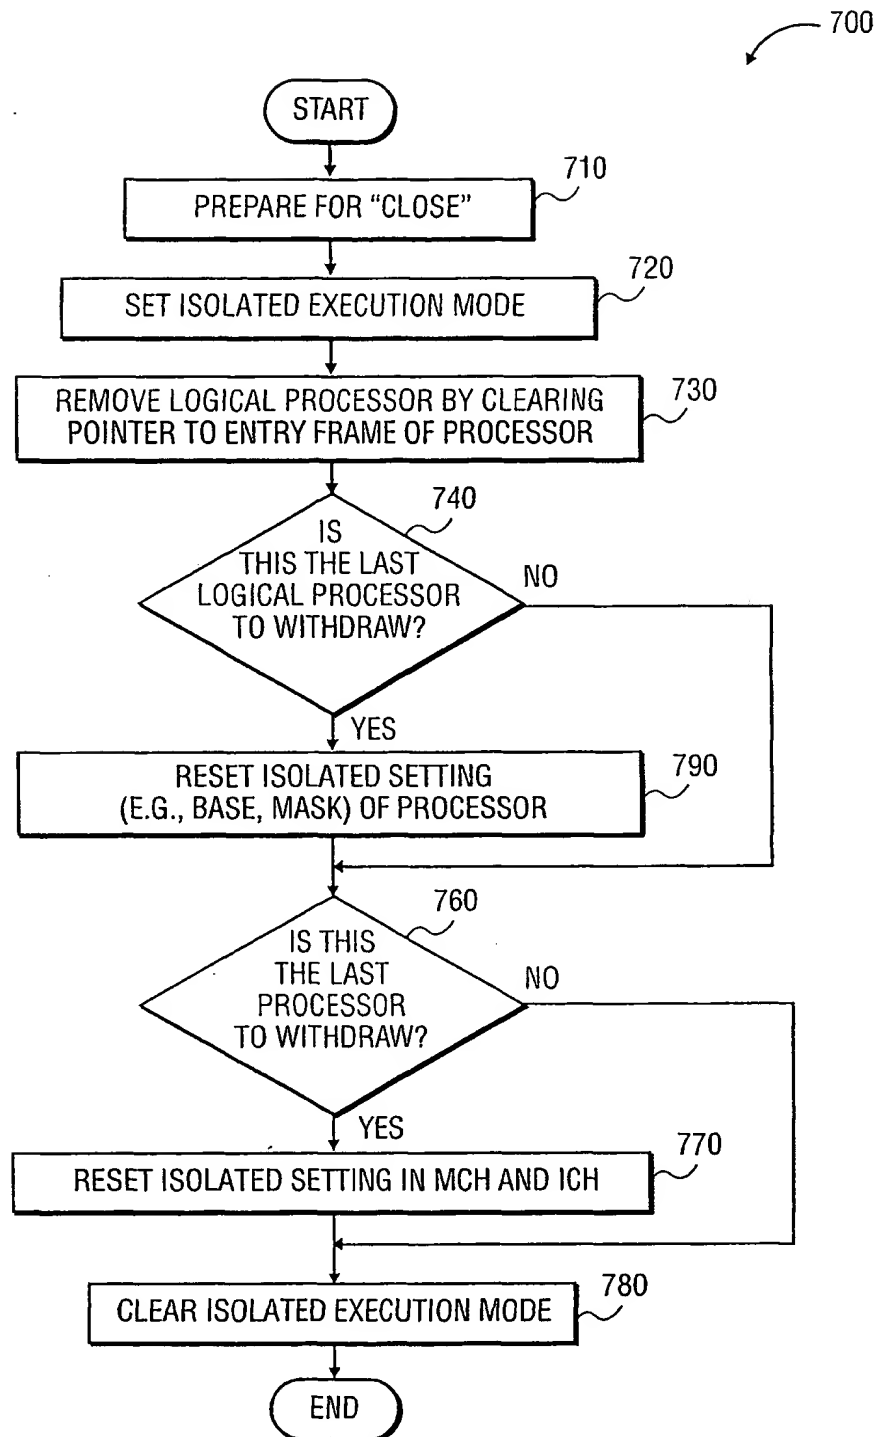 700
START
710
PREPARE FOR “CLOSE”
720
SET ISOLATED EXECUTION MODE
730
REMOVE LOGICAL PROCESSOR BY CLEARING
POINTER TO ENTRY FRAME OF PROCESSOR
740
IS
THIS THE LAST
LOGICAL PROCESSOR
TO WITHDRAW?
NO
YES
790
RESET ISOLATED SETTING
(E.G., BASE, MASK) OF PROCESSOR
760
IS THIS
THE LAST
PROCESSOR
TO WITHDRAW?
NO
YES
770
RESET ISOLATED SETTING IN MCH AND ICH
780
CLEAR ISOLATED EXECUTION MODE
END